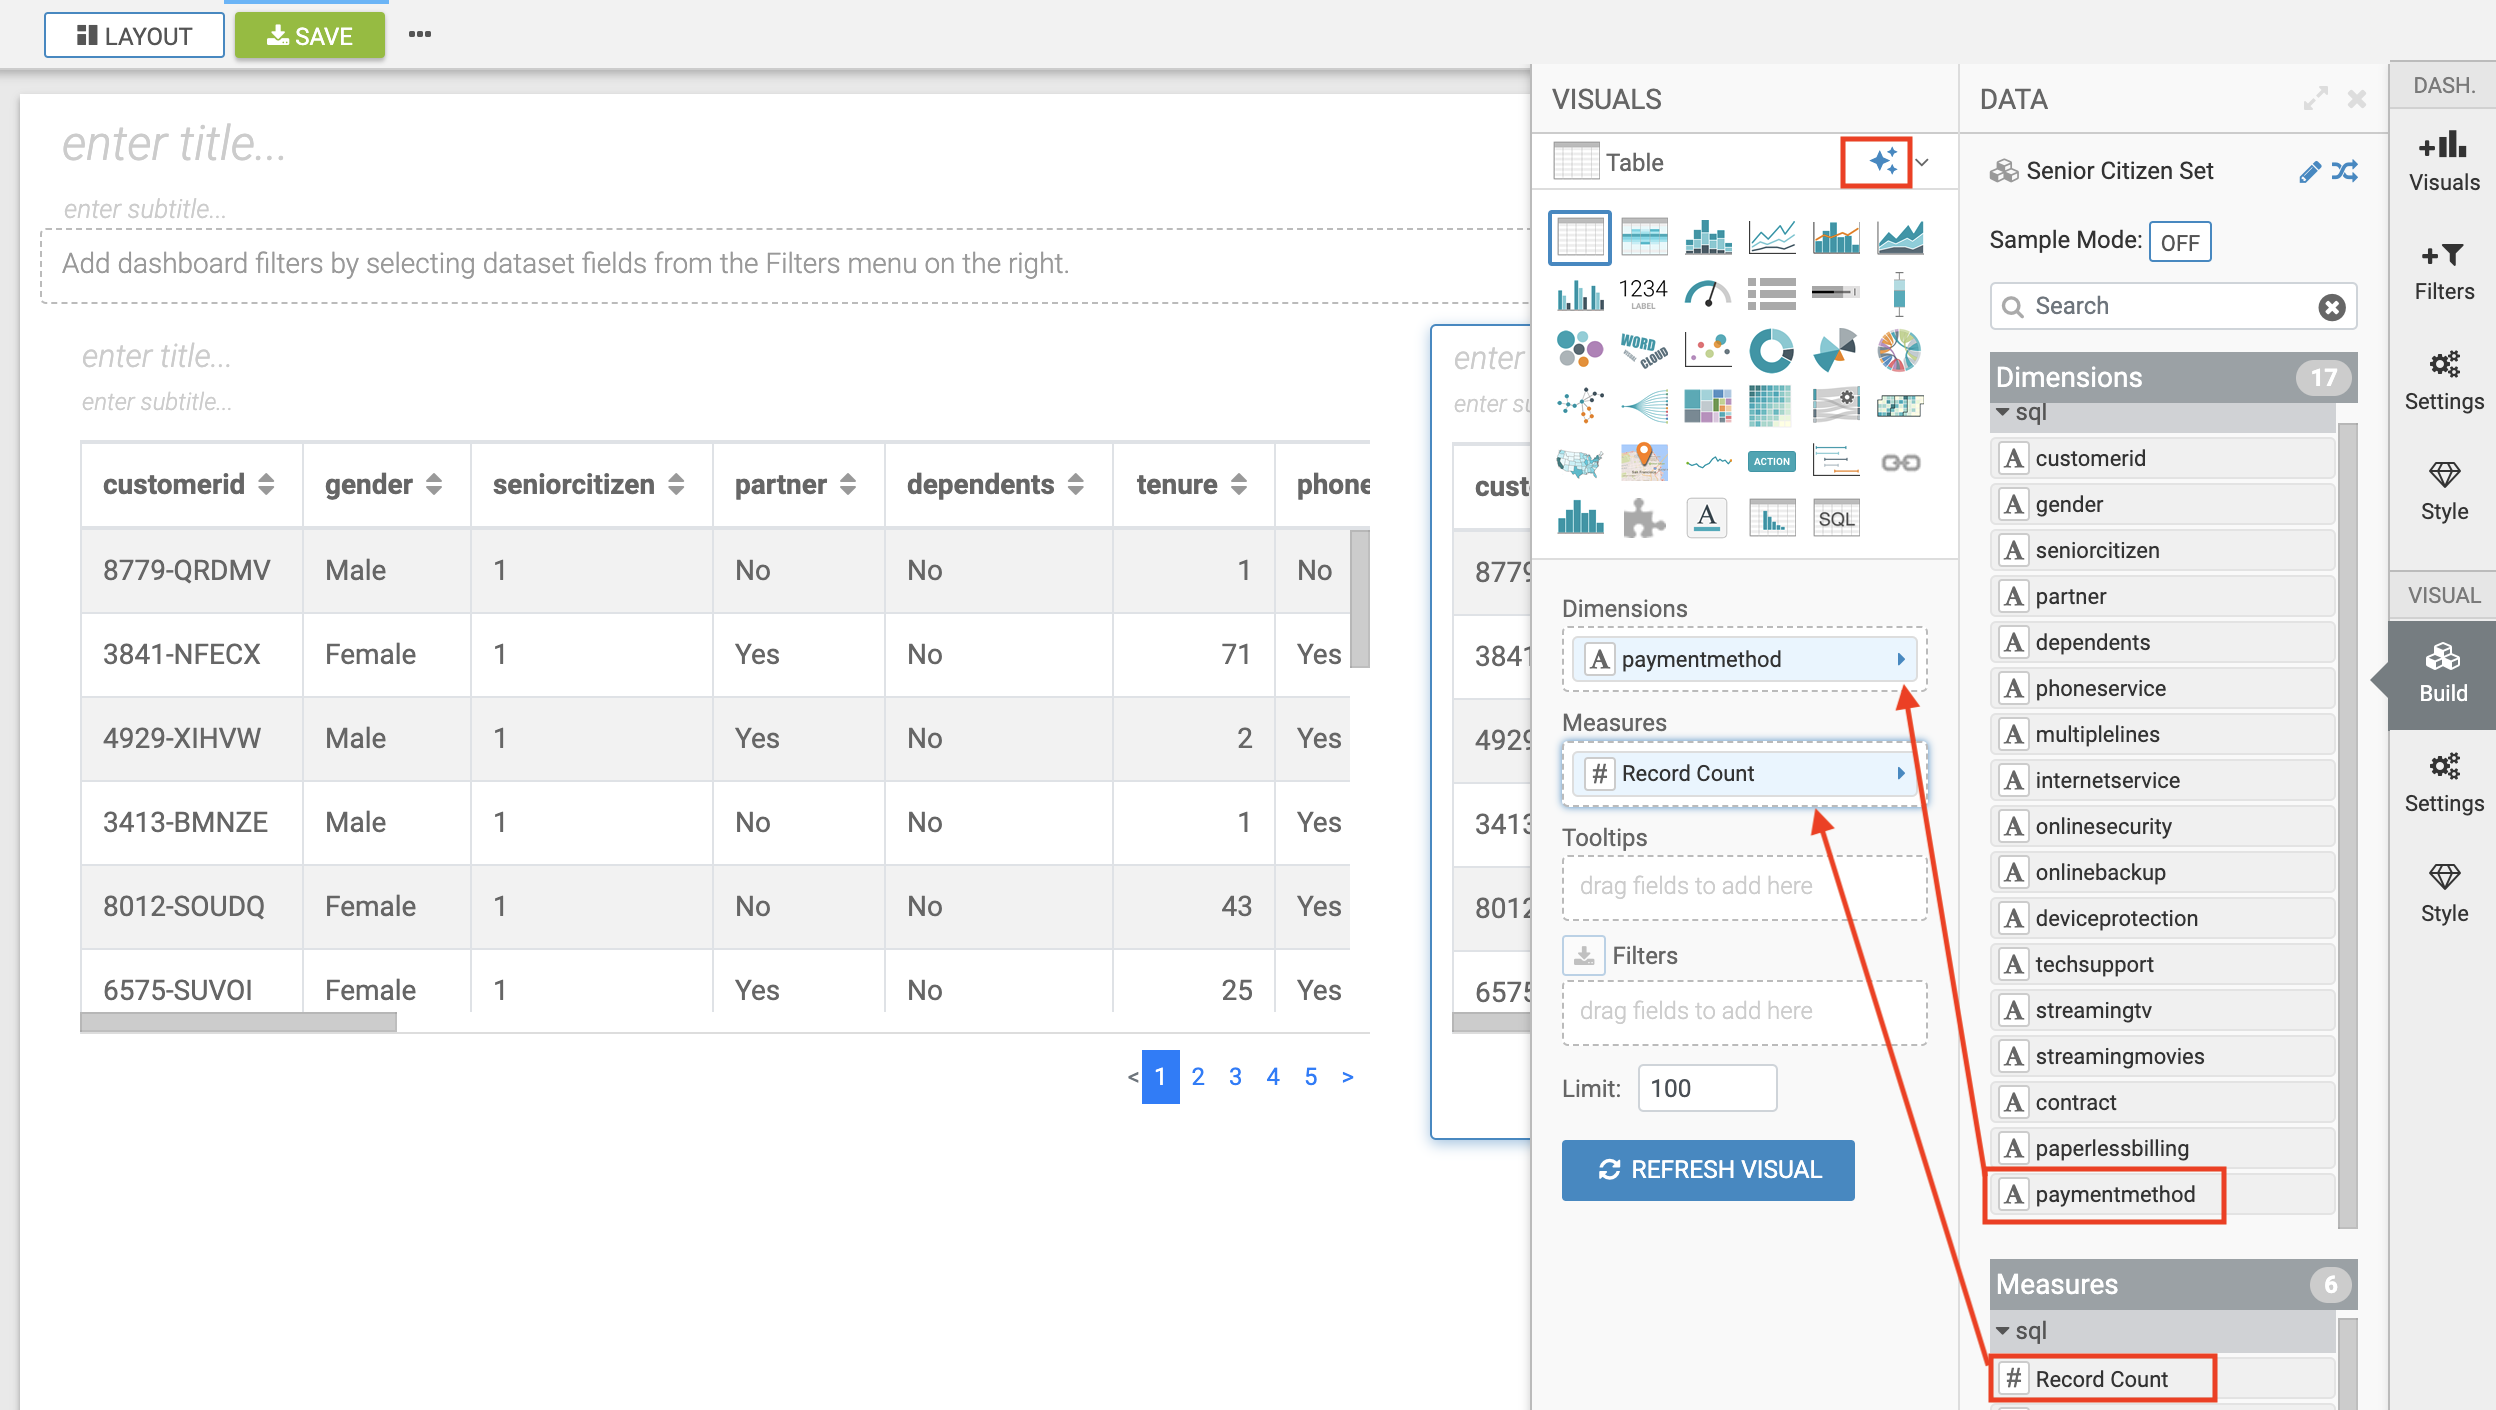 LAYOUT
SAVE
enter title...
enter subtitle...
Add dashboard filters by selecting dataset fields from the Filters menu on the right.
enter title...
enter subtitle...
customerid gender seniorcitizen partner dependents tenure phone
8779-QRDMV Male 1 No No 1 No
3841-NFECX Female 1 Yes No 71 Yes
4929-XIHVW Male 1 Yes No 2 Yes
3413-BMNZE Male 1 No No 1 Yes
8012-SOUDQ Female 1 No No 43 Yes
6575-SUVOI Female 1 Yes No 25 Yes
< 1 2 3 4 5 >
enter
enter su
cust
8779
3841
4929
3413
8012
6575
VISUALS
Table
1234
LABEL
WORD
CLOUD
ACTION
A
SQL
Dimensions
A paymentmethod
Measures
# Record Count
Tooltips
drag fields to add here
Filters
drag fields to add here
Limit: 100
REFRESH VISUAL
DATA
Senior Citizen Set
Sample Mode: OFF
Search
Dimensions 17
sql
A customerid
A gender
A seniorcitizen
A partner
A dependents
A phoneservice
A multiplelines
A internetservice
A onlinesecurity
A onlinebackup
A deviceprotection
A techsupport
A streamingtv
A streamingmovies
A contract
A paperlessbilling
A paymentmethod
Measures 6
sql
# Record Count
DASH.
Visuals
Filters
Settings
Style
VISUAL
Build
Settings
Style